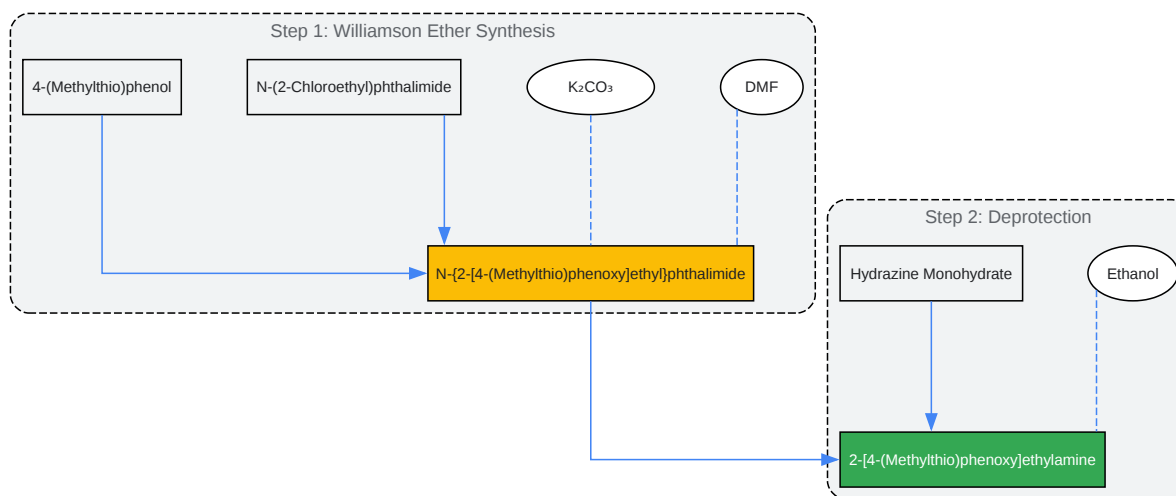 Step 1: Williamson Ether Synthesis
4-(Methylthio)phenol
N-(2-Chloroethyl)phthalimide
K₂CO₃
DMF
N-{2-[4-(Methylthio)phenoxy]ethyl}phthalimide
Step 2: Deprotection
Hydrazine Monohydrate
Ethanol
2-[4-(Methylthio)phenoxy]ethylamine